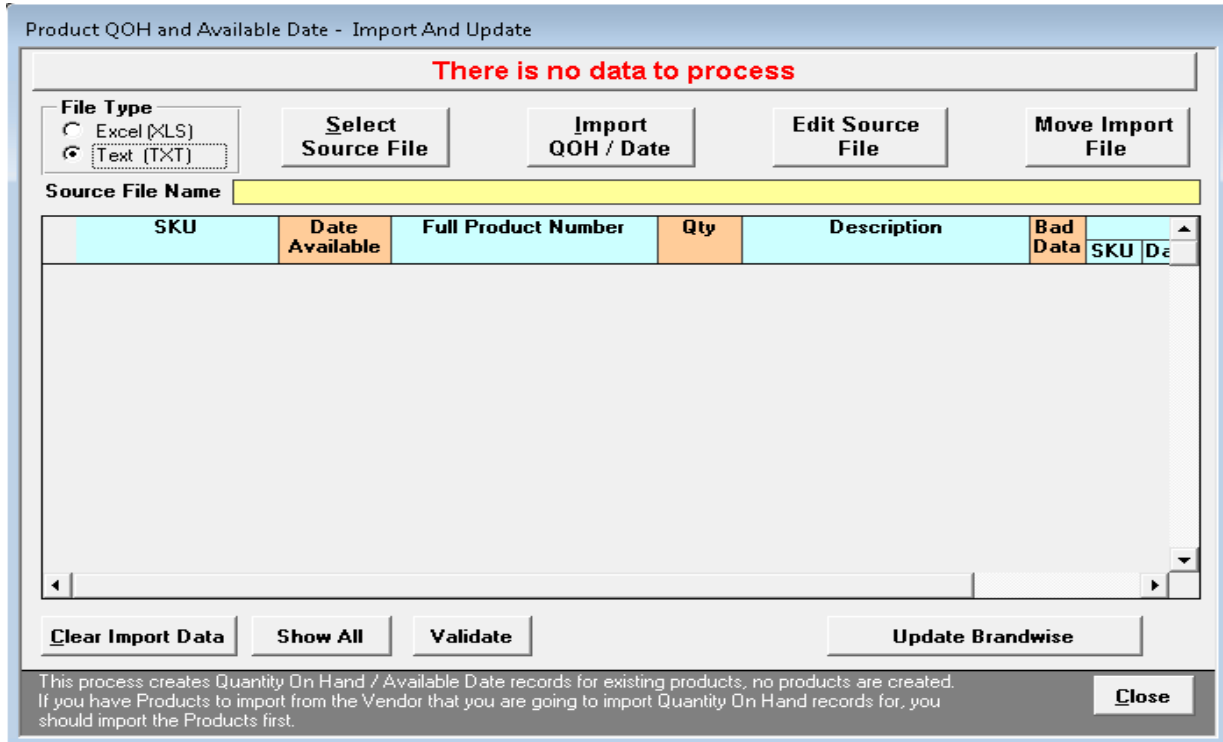 Product QOH and Available Date - Import And Update
There is no data to process
File Type
Excel (XLS)
Text (TXT)
Select
Source File
Import
QOH / Date
Edit Source
File
Move Import
File
Source File Name
SKU
Date
Available
Full Product Number
Qty
Description
Bad
Data
SKU
Da
Clear Import Data
Show All
Validate
Update Brandwise
This process creates Quantity On Hand / Available Date records for existing products, no products are created.
If you have Products to import from the Vendor that you are going to import Quantity On Hand records for, you
should import the Products first.
Close